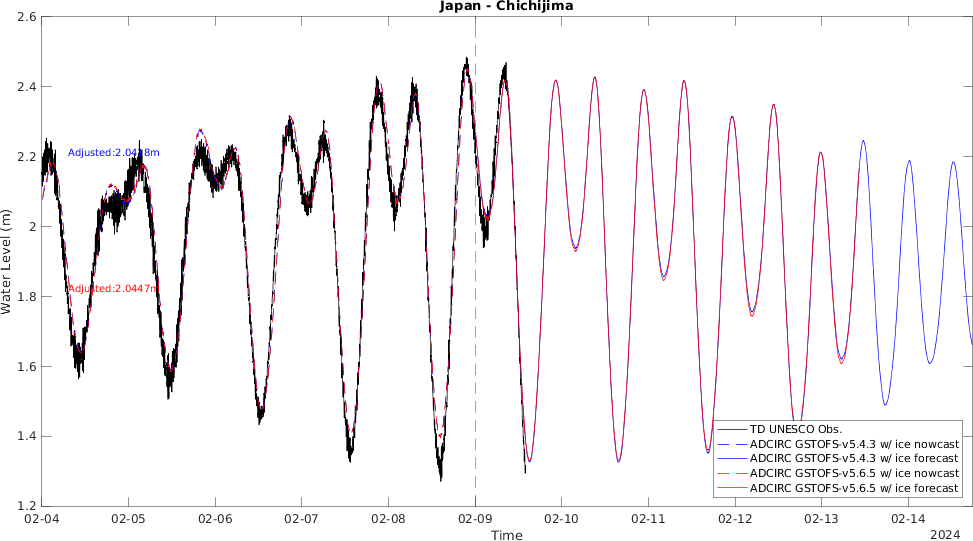 Japan - Chichijima
2.6
2.4
2.2
2
1.8
1.6
1.4
1.2
Water Level (m)
Adjusted:2.0418m
Adjusted:2.0447m
TD UNESCO Obs.
ADCIRC GSTOFS-v5.4.3 w/ ice nowcast
ADCIRC GSTOFS-v5.4.3 w/ ice forecast
ADCIRC GSTOFS-v5.6.5 w/ ice nowcast
ADCIRC GSTOFS-v5.6.5 w/ ice forecast
02-04 02-05 02-06 02-07 02-08 02-09 02-10 02-11 02-12 02-13 02-14
Time
2024